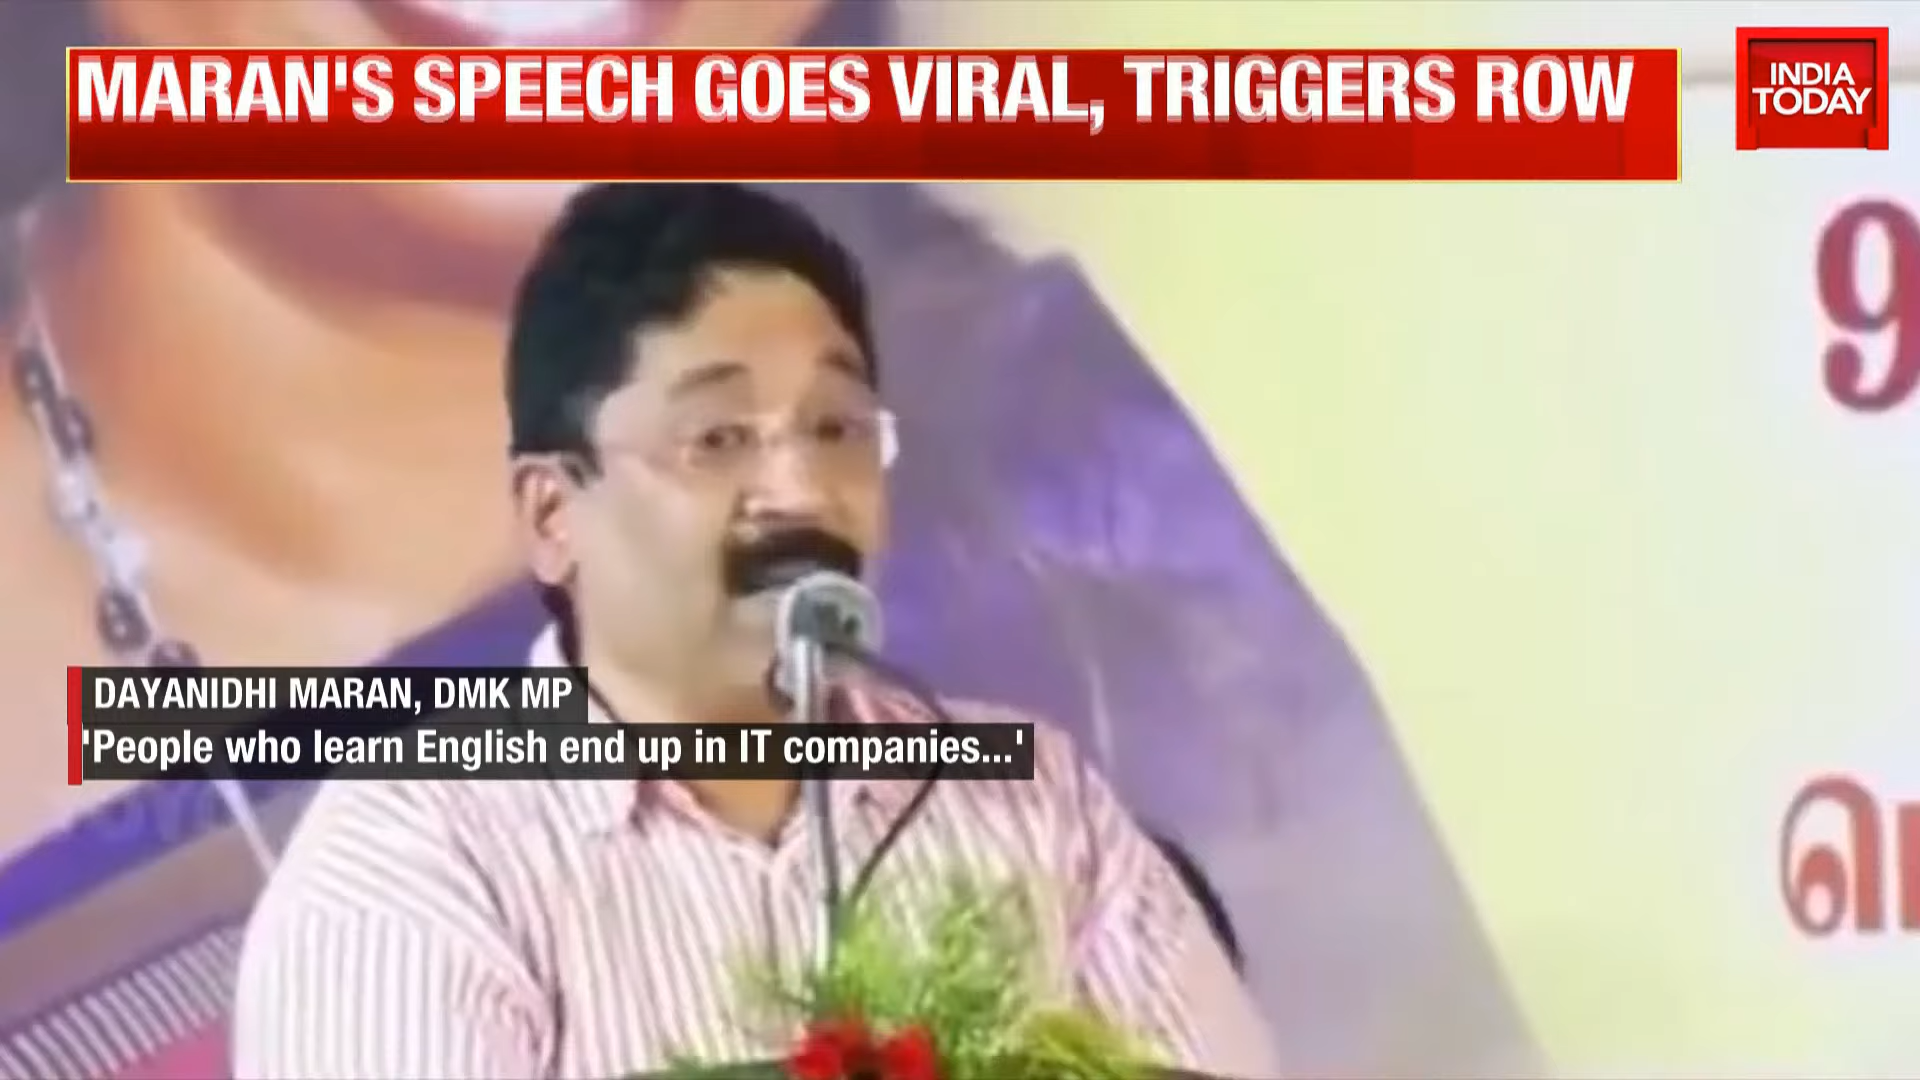 MARAN'S SPEECH GOES VIRAL, TRIGGERS ROW
INDIA
TODAY
9
DAYANIDHI MARAN, DMK MP
'People who learn English end up in IT companies...'